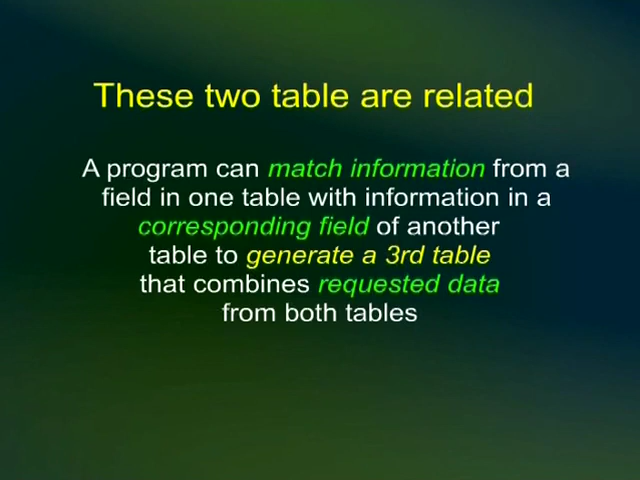 These two table are related
A program can match information from a
field in one table with information in a
corresponding field of another
table to generate a 3rd table
that combines requested data
from both tables